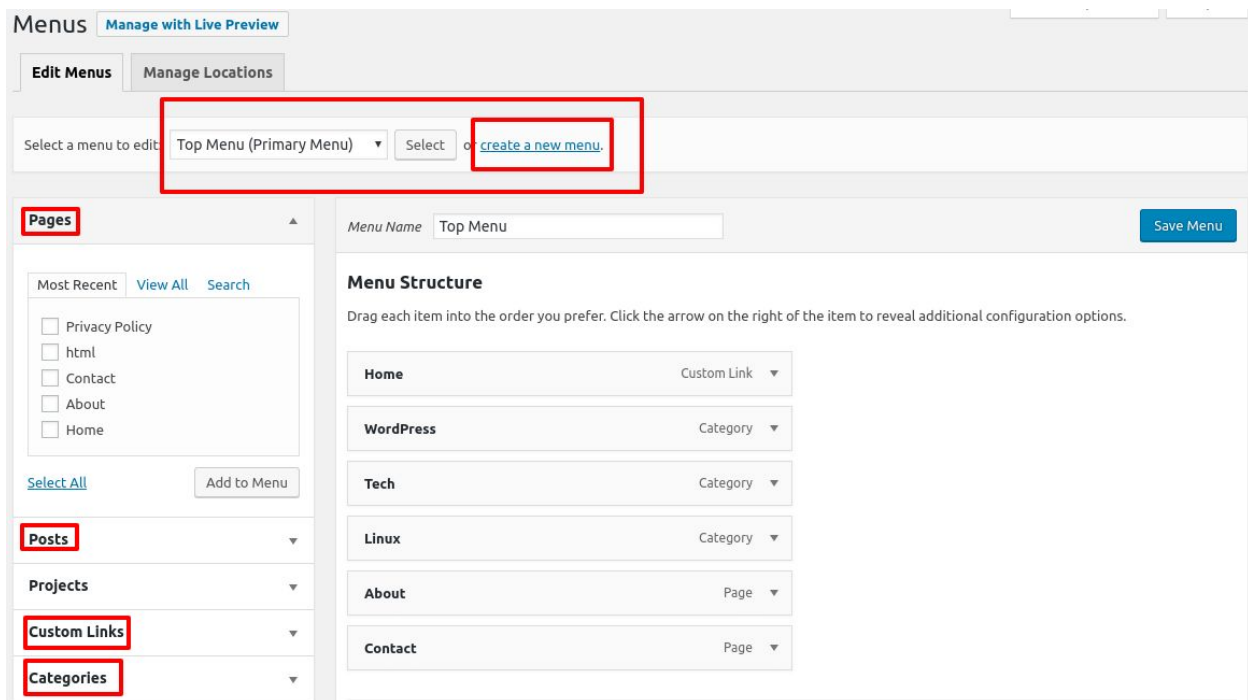 Menus Manage with Live Preview
Edit Menus Manage Locations
Select a menu to edit: Top Menu (Primary Menu) Select or create a new menu.
Pages
Most Recent View All Search
Privacy Policy
html
Contact
About
Home
Select All Add to Menu
Posts
Projects
Custom Links
Categories
Menu Name Top Menu Save Menu
Menu Structure
Drag each item into the order you prefer. Click the arrow on the right of the item to reveal additional configuration options.
Home Custom Link
WordPress Category
Tech Category
Linux Category
About Page
Contact Page